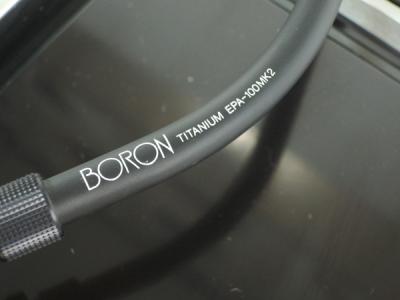 BORON TITANIUM EPA-100MK2